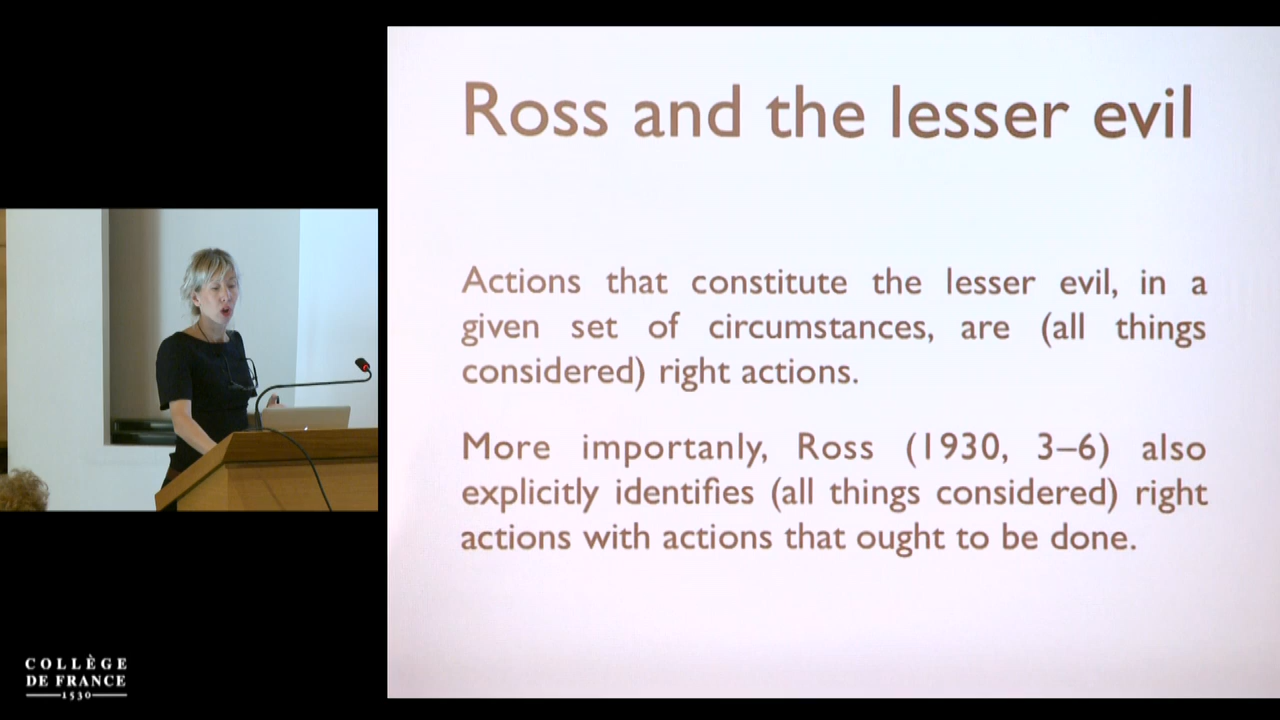 Ross and the lesser evil
Actions that constitute the lesser evil, in a
given set of circumstances, are (all things
considered) right actions.
More importanly, Ross (1930, 3–6) also
explicitly identifies (all things considered) right
actions with actions that ought to be done.
COLLÈGE
DE FRANCE
1530